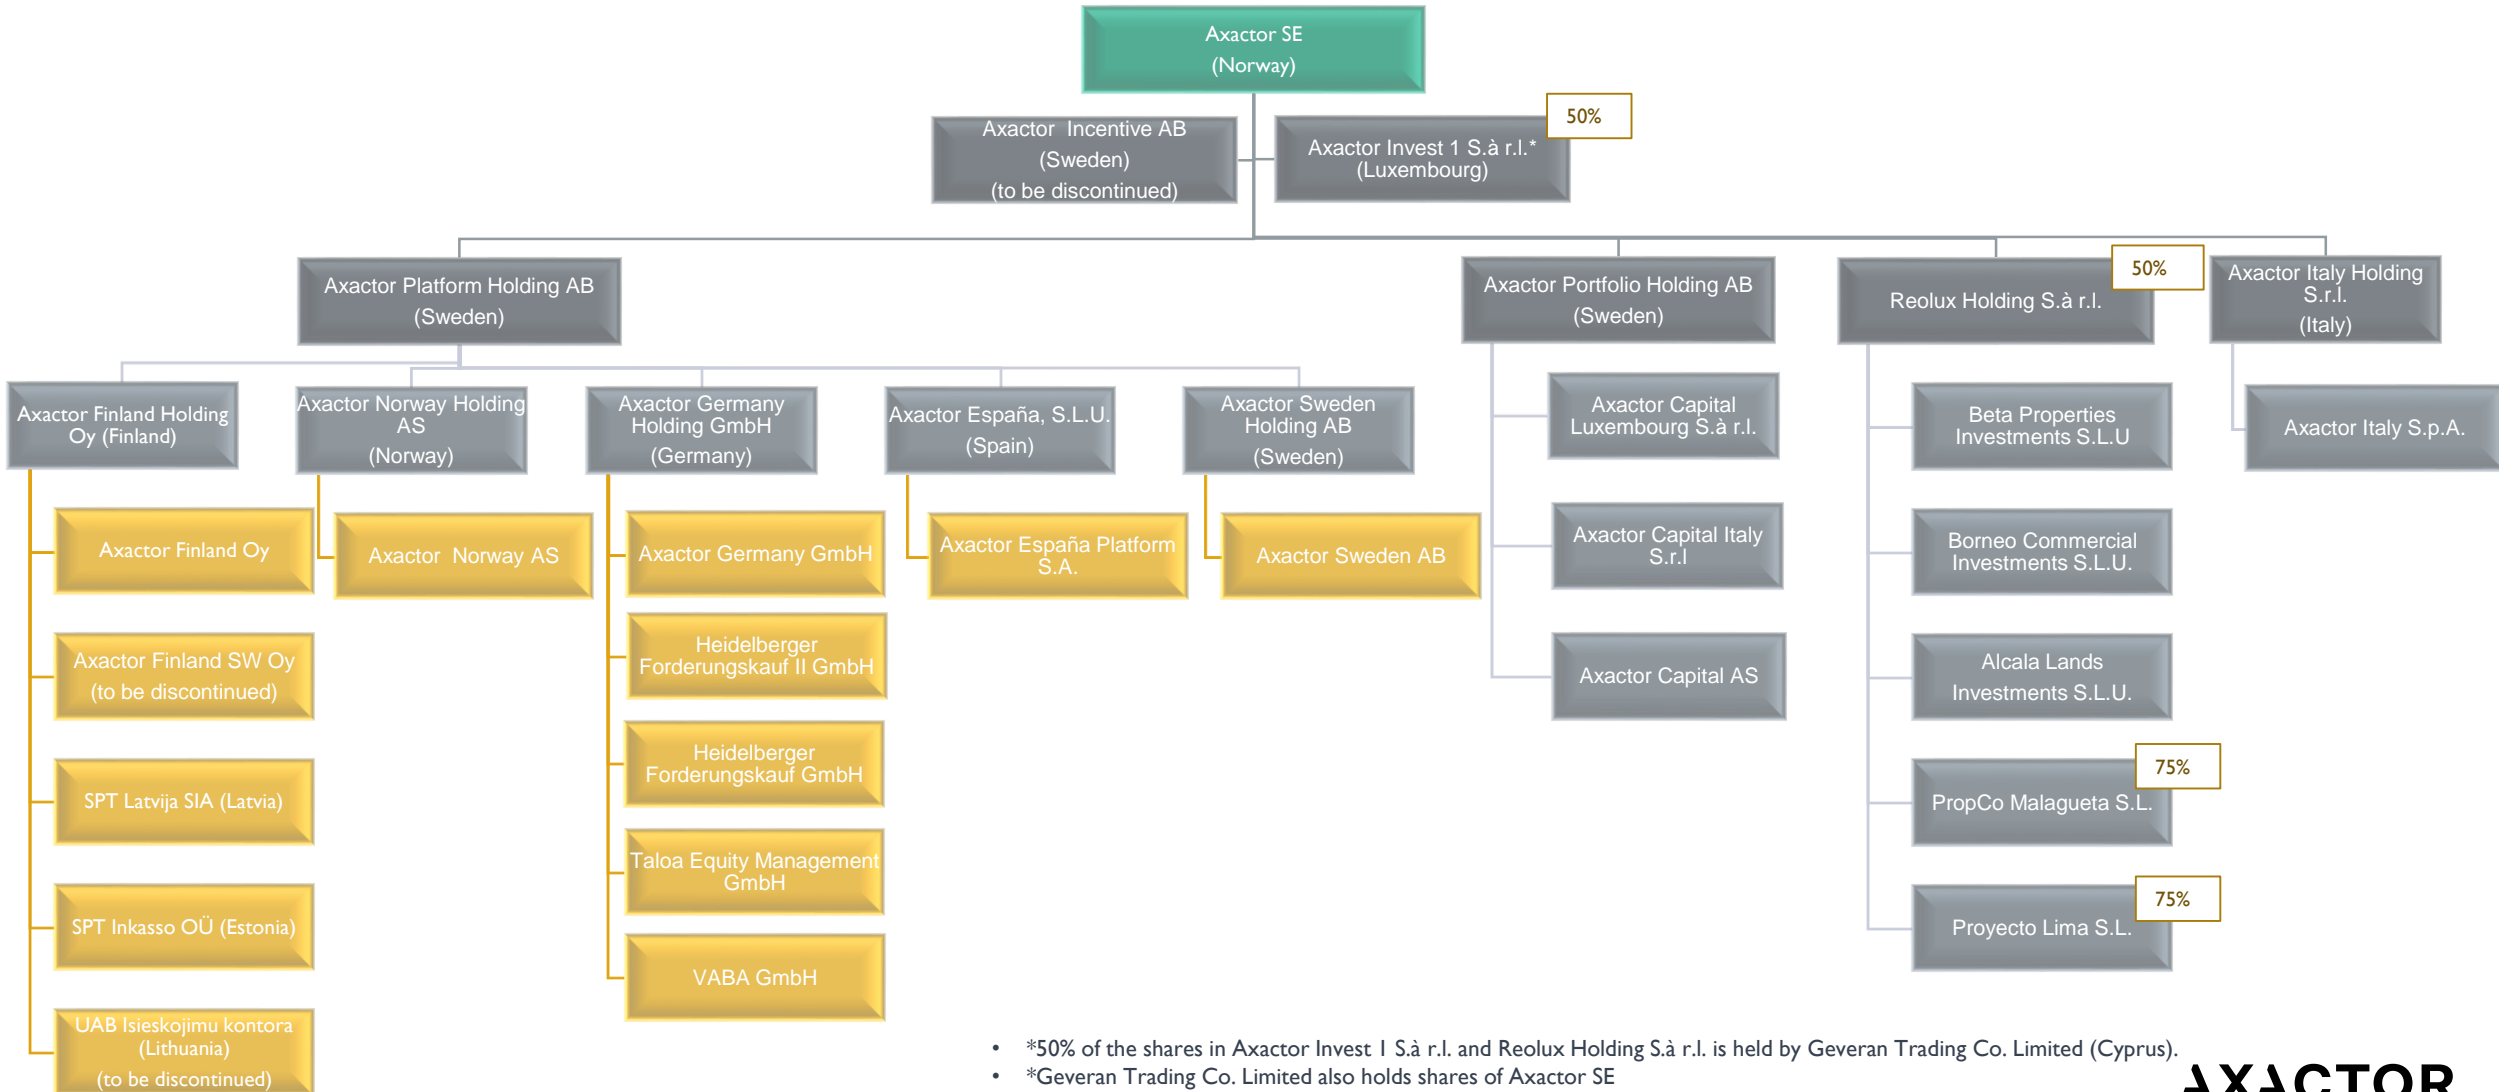 Axactor SE
(Norway)
Axactor Incentive AB
(Sweden)
(to be discontinued)
50%
Axactor Invest 1 S.à r.l.*
(Luxembourg)
Axactor Platform Holding AB
(Sweden)
Axactor Portfolio Holding AB
(Sweden)
50%
Reolux Holding S.à r.l.
Axactor Italy Holding
S.r.l.
(Italy)
Axactor Finland Holding
Oy (Finland)
Axactor Norway Holding
AS
(Norway)
Axactor Germany
Holding GmbH
(Germany)
Axactor España, S.L.U.
(Spain)
Axactor Sweden
Holding AB
(Sweden)
Axactor Capital
Luxembourg S.à r.l.
Beta Properties
Investments S.L.U
Axactor Italy S.p.A.
Axactor Finland Oy
Axactor Norway AS
Axactor Germany GmbH
Axactor España Platform
S.A.
Axactor Sweden AB
Axactor Capital Italy
S.r.l
Borneo Commercial
Investments S.L.U.
Axactor Finland SW Oy
(to be discontinued)
Heidelberger
Forderungskauf II GmbH
Axactor Capital AS
Alcala Lands
Investments S.L.U.
SPT Latvija SIA (Latvia)
Heidelberger
Forderungskauf GmbH
75%
PropCo Malagueta S.L.
Taloa Equity Management
GmbH
75%
Proyecto Lima S.L.
SPT Inkasso OÜ (Estonia)
VABA GmbH
UAB Isieskojimu kontora
(Lithuania)
(to be discontinued)
• *50% of the shares in Axactor Invest 1 S.à r.l. and Reolux Holding S.à r.l. is held by Geveran Trading Co. Limited (Cyprus).
• *Geveran Trading Co. Limited also holds shares of Axactor SE
AXACTOR